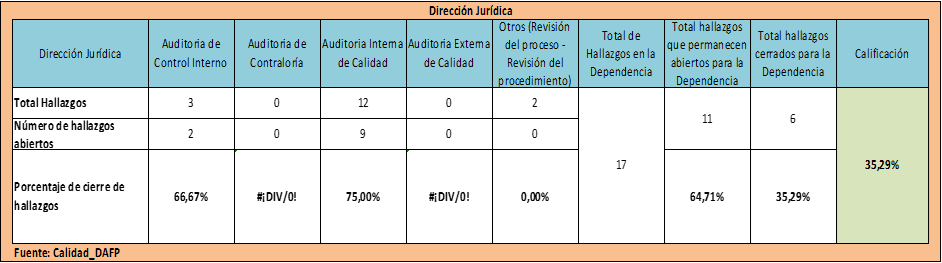 Dirección Jurídica
Dirección Jurídica
Auditoria de
Control Interno
Auditoria de
Contraloría
Auditoria Interna
de Calidad
Auditoria Externa
de Calidad
Otros (Revisión
del proceso -
Revisión del
procedimiento)
Total de
Hallazgos en la
Dependencia
Total hallazgos
que permanecen
abiertos para la
Dependencia
Total hallazgos
cerrados para la
Dependencia
Calificación
Total Hallazgos
3
0
12
0
2
17
11
6
35,29%
Número de hallazgos
abiertos
2
0
9
0
0
Porcentaje de cierre de
hallazgos
66,67%
#¡DIV/0!
75,00%
#¡DIV/0!
0,00%
64,71%
35,29%
Fuente: Calidad_DAFP